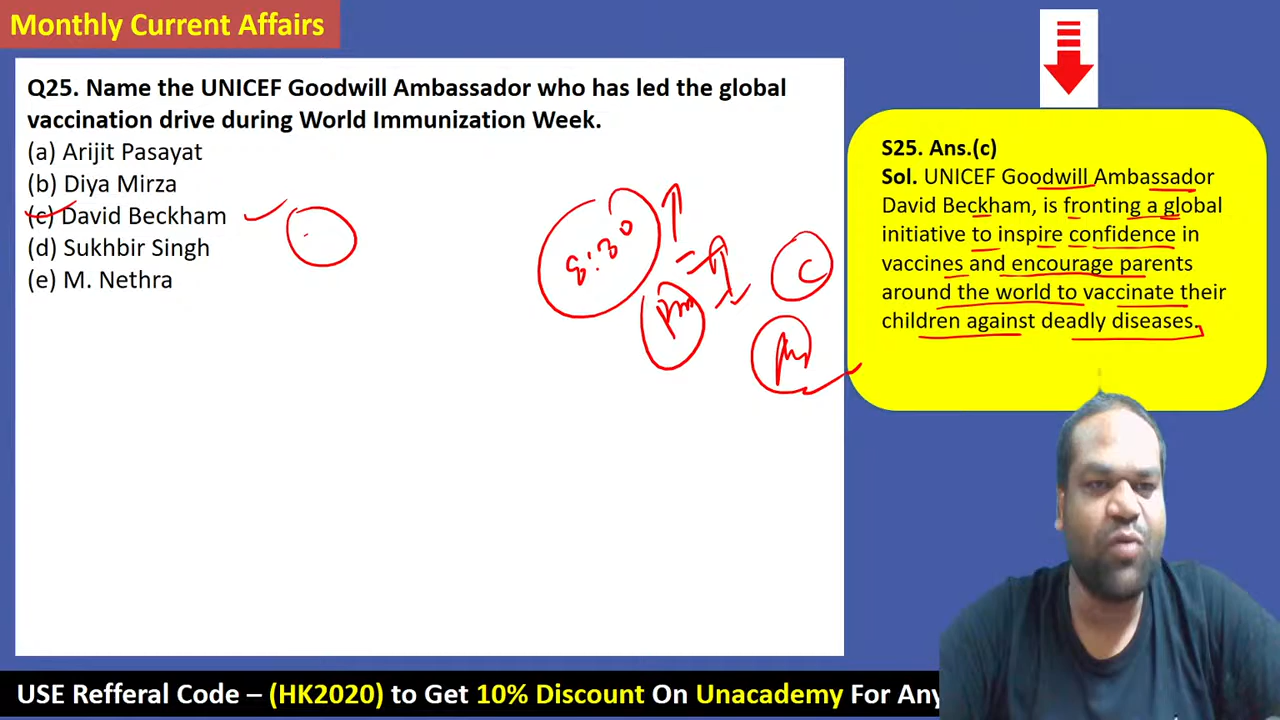 Monthly Current Affairs
Q25. Name the UNICEF Goodwill Ambassador who has led the global
vaccination drive during World Immunization Week.
(a) Arijit Pasayat
(b) Diya Mirza
(c) David Beckham
(d) Sukhbir Singh
(e) M. Nethra
8:30
C
S25. Ans.(c)
Sol. UNICEF Goodwill Ambassador
David Beckham, is fronting a global
initiative to inspire confidence in
vaccines and encourage parents
around the world to vaccinate their
children against deadly diseases.
USE Refferal Code – (HK2020) to Get 10% Discount On Unacademy For Any